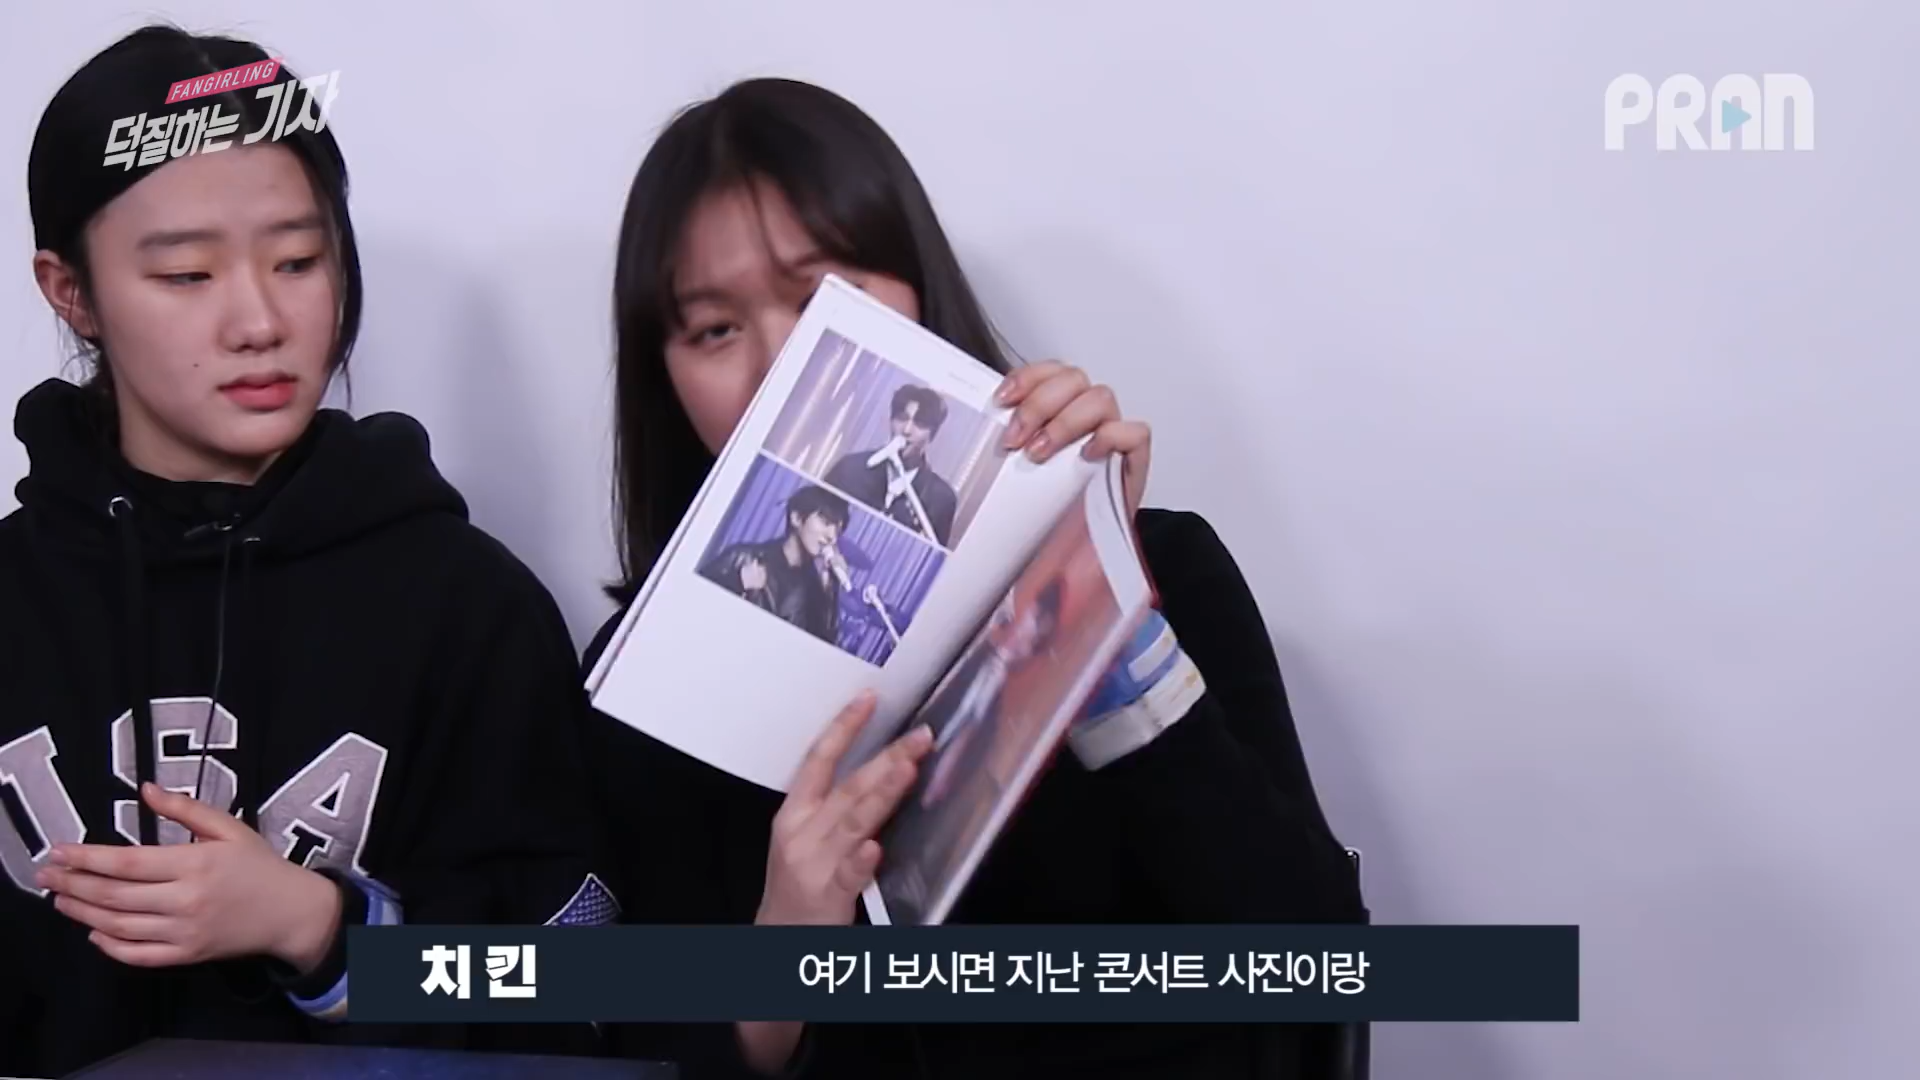 FANGIRLING
덕질하는 기자
PRAN
USA
치킨
여기 보시면 지난 콘서트 사진이랑